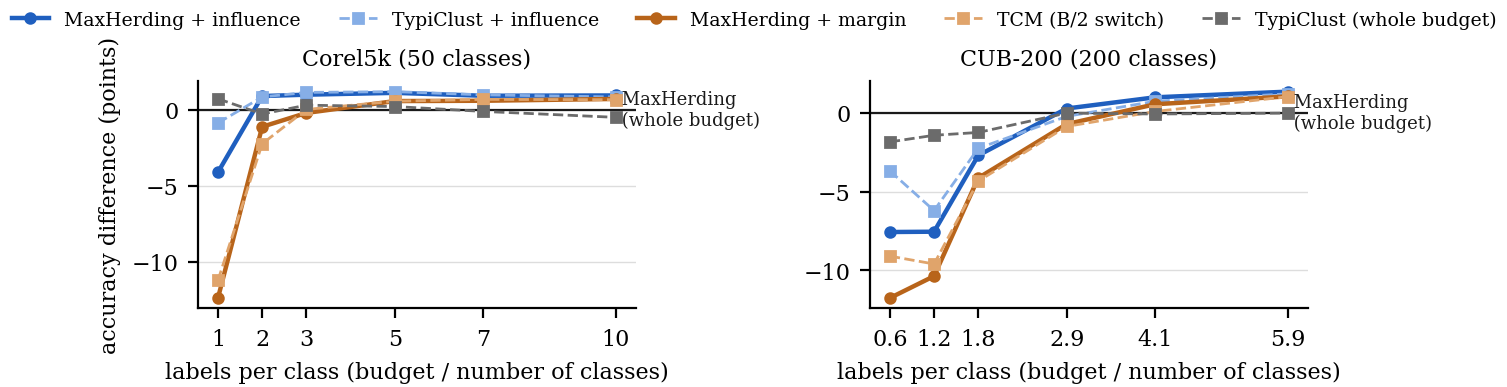 MaxHerding + influence
TypiClust + influence
MaxHerding + margin
TCM (B/2 switch)
TypiClust (whole budget)
accuracy difference (points)
Corel5k (50 classes)
0
−5
−10
MaxHerding
(whole budget)
1 2 3 5 7 10
labels per class (budget / number of classes)
CUB-200 (200 classes)
0
−5
−10
MaxHerding
(whole budget)
0.6 1.2 1.8 2.9 4.1 5.9
labels per class (budget / number of classes)